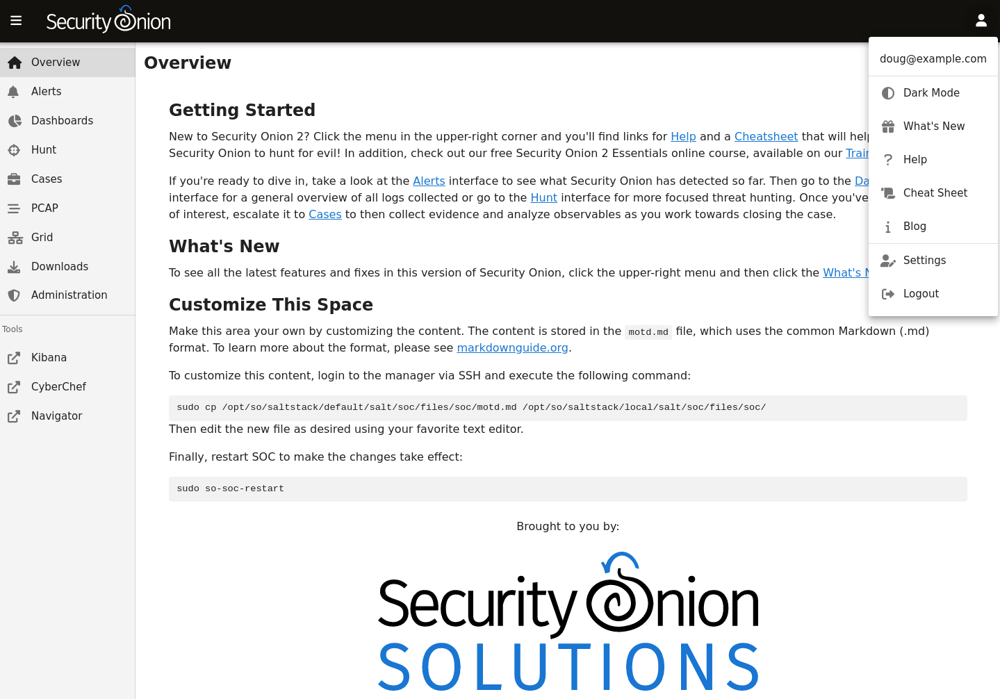 Security Onion
doug@example.com
Overview
Alerts
Dashboards
Hunt
Cases
PCAP
Grid
Downloads
Administration
Tools
Kibana
CyberChef
Navigator
Overview
Getting Started
New to Security Onion 2? Click the menu in the upper-right corner and you'll find links for Help and a Cheatsheet that will help
Security Onion to hunt for evil! In addition, check out our free Security Onion 2 Essentials online course, available on our
If you're ready to dive in, take a look at the Alerts interface to see what Security Onion has detected so far. Then go to the
interface for a general overview of all logs collected or go to the Hunt interface for more focused threat hunting. Once you've
of interest, escalate it to Cases to then collect evidence and analyze observables as you work towards closing the case.
What's New
To see all the latest features and fixes in this version of Security Onion, click the upper-right menu and then click the What's
Customize This Space
Make this area your own by customizing the content. The content is stored in the motd.md file, which uses the common Markdown (.md)
format. To learn more about the format, please see markdownguide.org.
To customize this content, login to the manager via SSH and execute the following command:
sudo cp /opt/so/saltstack/default/salt/soc/files/soc/motd.md /opt/so/saltstack/local/salt/soc/files/soc/
Then edit the new file as desired using your favorite text editor.
Finally, restart SOC to make the changes take effect:
sudo so-soc-restart
Brought to you by:
Security Onion
SOLUTIONS
Dark Mode
What's New
Help
Cheat Sheet
Blog
Settings
Logout